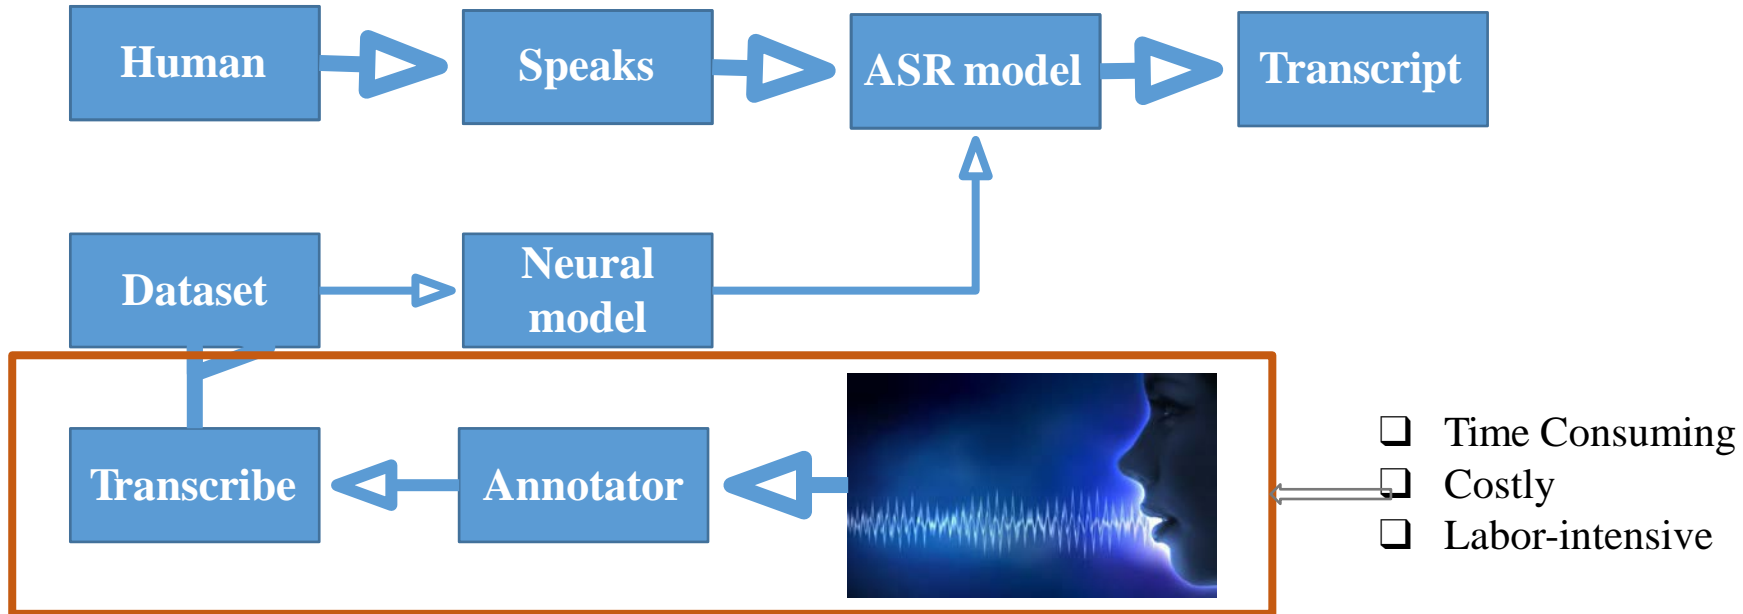 Human
Speaks
ASR model
Transcript
Dataset
Neural
model
Transcribe
Annotator
❑ Time Consuming
❑ Costly
❑ Labor-intensive